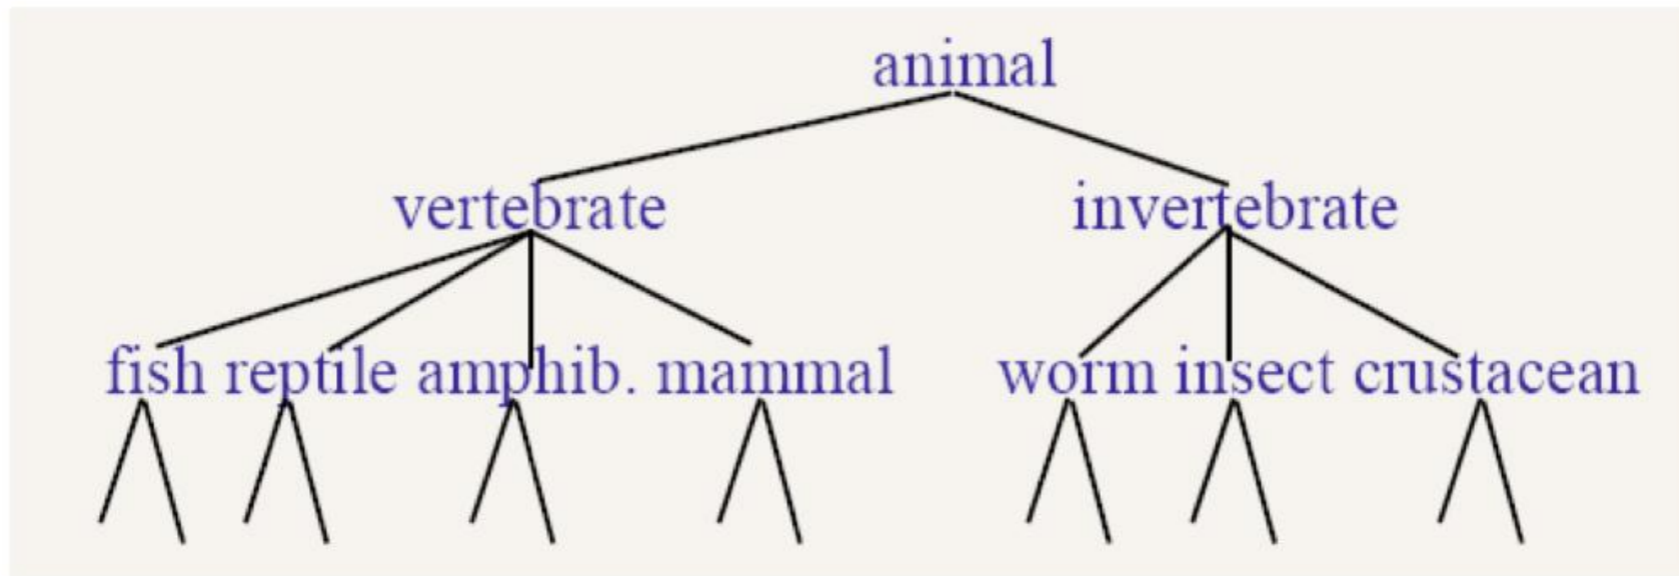 animal
vertebrate invertebrate
fish reptile amphib. mammal worm insect crustacean